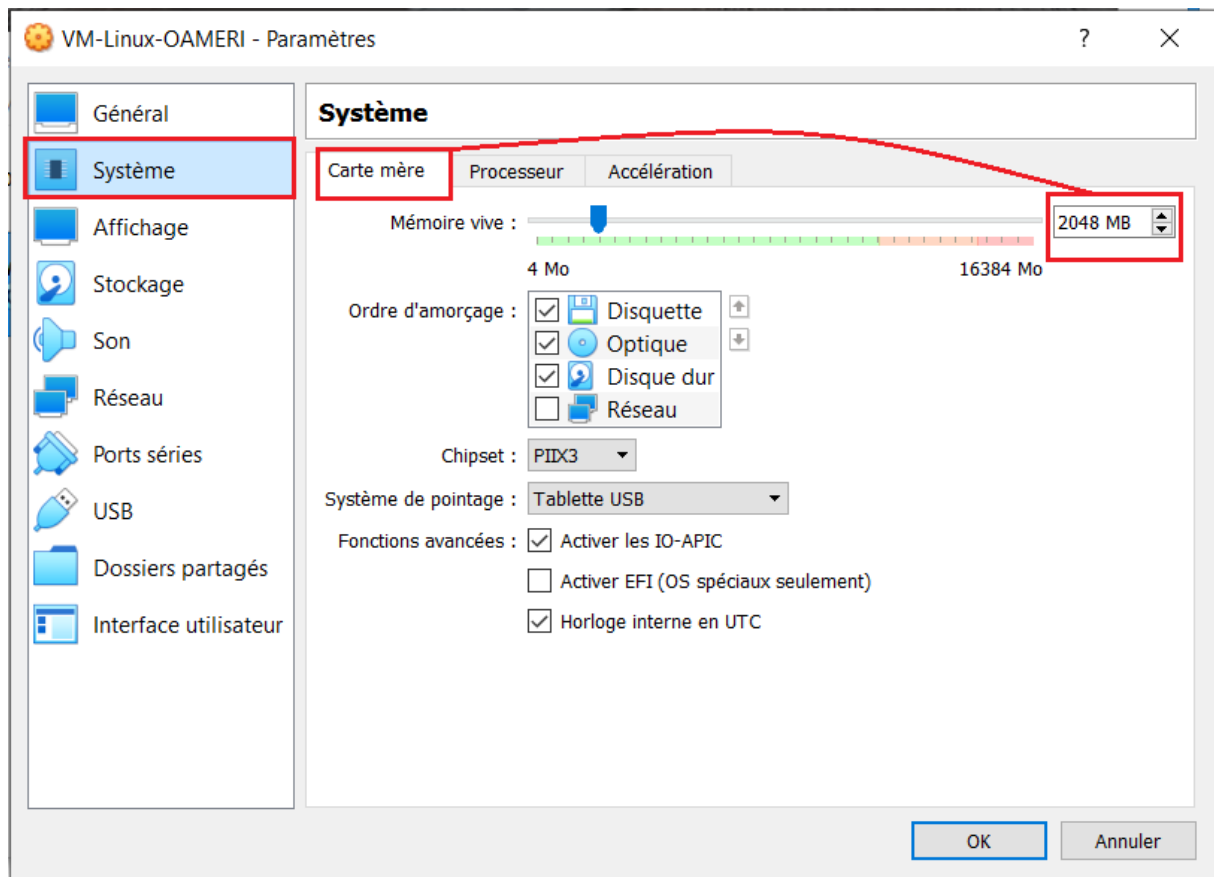 VM-Linux-OAMERI - Paramètres
?
Général
Système
Affichage
Stockage
Son
Réseau
Ports séries
USB
Dossiers partagés
Interface utilisateur
Système
Carte mère Processeur Accélération
Mémoire vive : 2048 MB
4 Mo 16384 Mo
Ordre d'amorçage : Disquette
Optique
Disque dur
Réseau
Chipset : PIIX3
Système de pointage : Tablette USB
Fonctions avancées : Activer les IO-APIC
Activer EFI (OS spéciaux seulement)
Horloge interne en UTC
OK Annuler